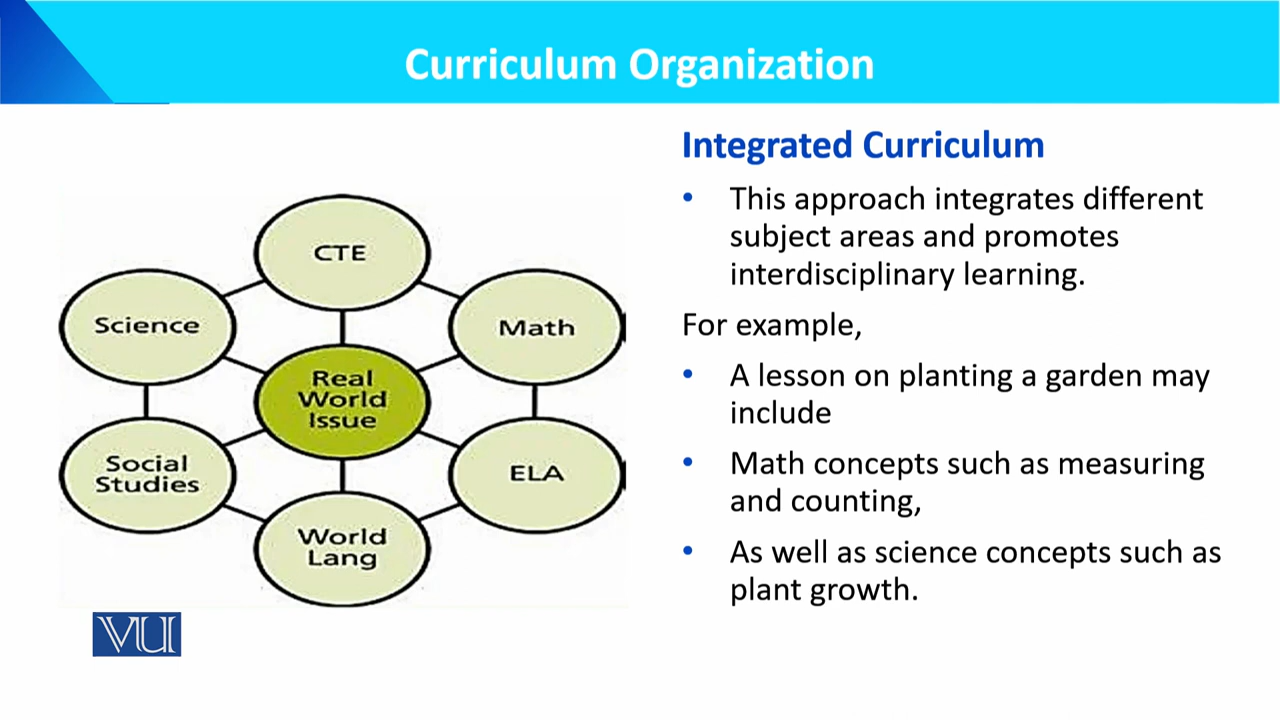 Curriculum Organization
Integrated Curriculum
• This approach integrates different
subject areas and promotes
interdisciplinary learning.
For example,
• A lesson on planting a garden may
include
• Math concepts such as measuring
and counting,
• As well as science concepts such as
plant growth.
CTE
Science
Math
Real
World
Issue
Social
Studies
ELA
World
Lang
VU